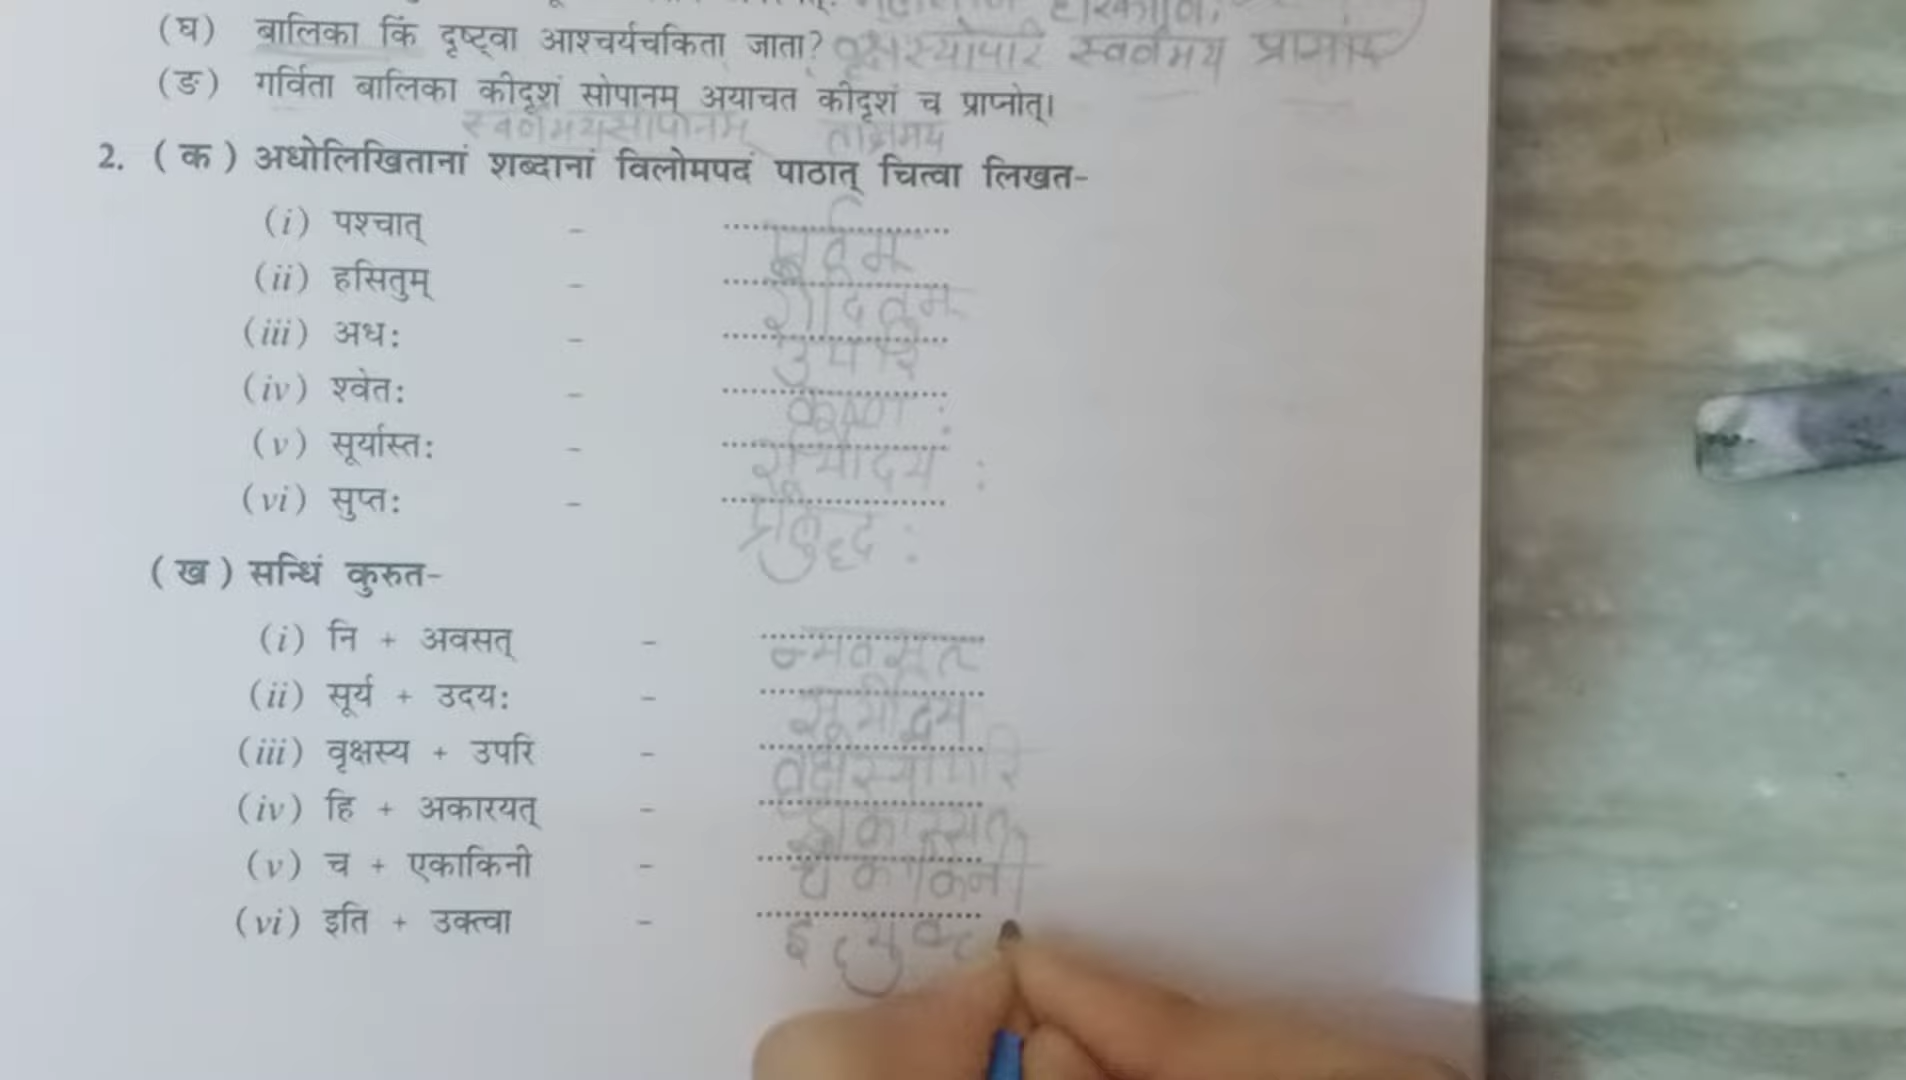 (घ) बालिका किं दृष्ट्वा आश्चर्यचकिता जाता? वृक्षस्योपरि स्वर्णमय प्रासाद
(ङ) गर्विता बालिका कीदृशं सोपानम् अयाचत कीदृशं च प्राप्नोत्।
स्वर्णमयसोपानम् ताम्रमय
2. (क) अधोलिखितानां शब्दानां विलोमपदं पाठात् चित्वा लिखत-
(i) पश्चात् - पूर्वम्
(ii) हसितुम् - रोदितुम्
(iii) अधः - उपरि
(iv) श्वेतः - कृष्णः
(v) सूर्यास्तः - सूर्योदयः
(vi) सुप्तः - प्रबुद्धः
(ख) सन्धिं कुरुत-
(i) नि + अवसत् - न्यवसत्
(ii) सूर्य + उदयः - सूर्योदय
(iii) वृक्षस्य + उपरि - वृक्षस्योपरि
(iv) हि + अकारयत् - ह्यकारयत्
(v) च + एकाकिनी - चैकाकिनी
(vi) इति + उक्त्वा -